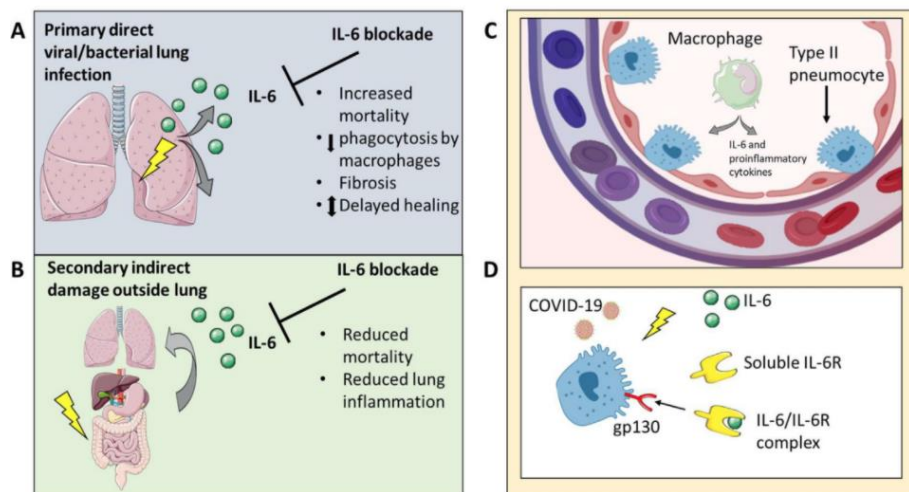 A
Primary direct
viral/bacterial lung
infection
IL-6
IL-6 blockade
• Increased
mortality
• phagocytosis by
macrophages
• Fibrosis
• Delayed healing
B
Secondary indirect
damage outside lung
IL-6
IL-6 blockade
• Reduced
mortality
• Reduced lung
inflammation
C
Macrophage
Type II
pneumocyte
IL-6 and
proinflammatory
cytokines
D
COVID-19
IL-6
Soluble IL-6R
gp130
IL-6/IL-6R
complex